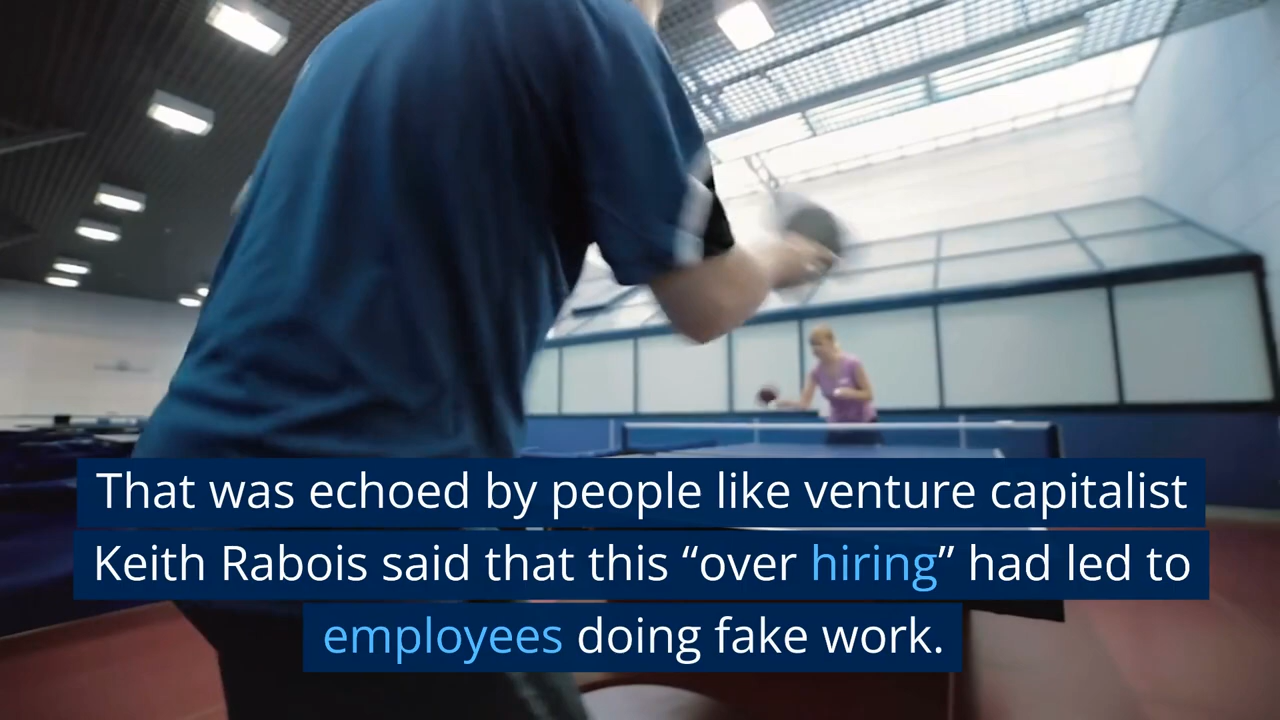 That was echoed by people like venture capitalist
Keith Rabois said that this “over hiring” had led to
employees doing fake work.